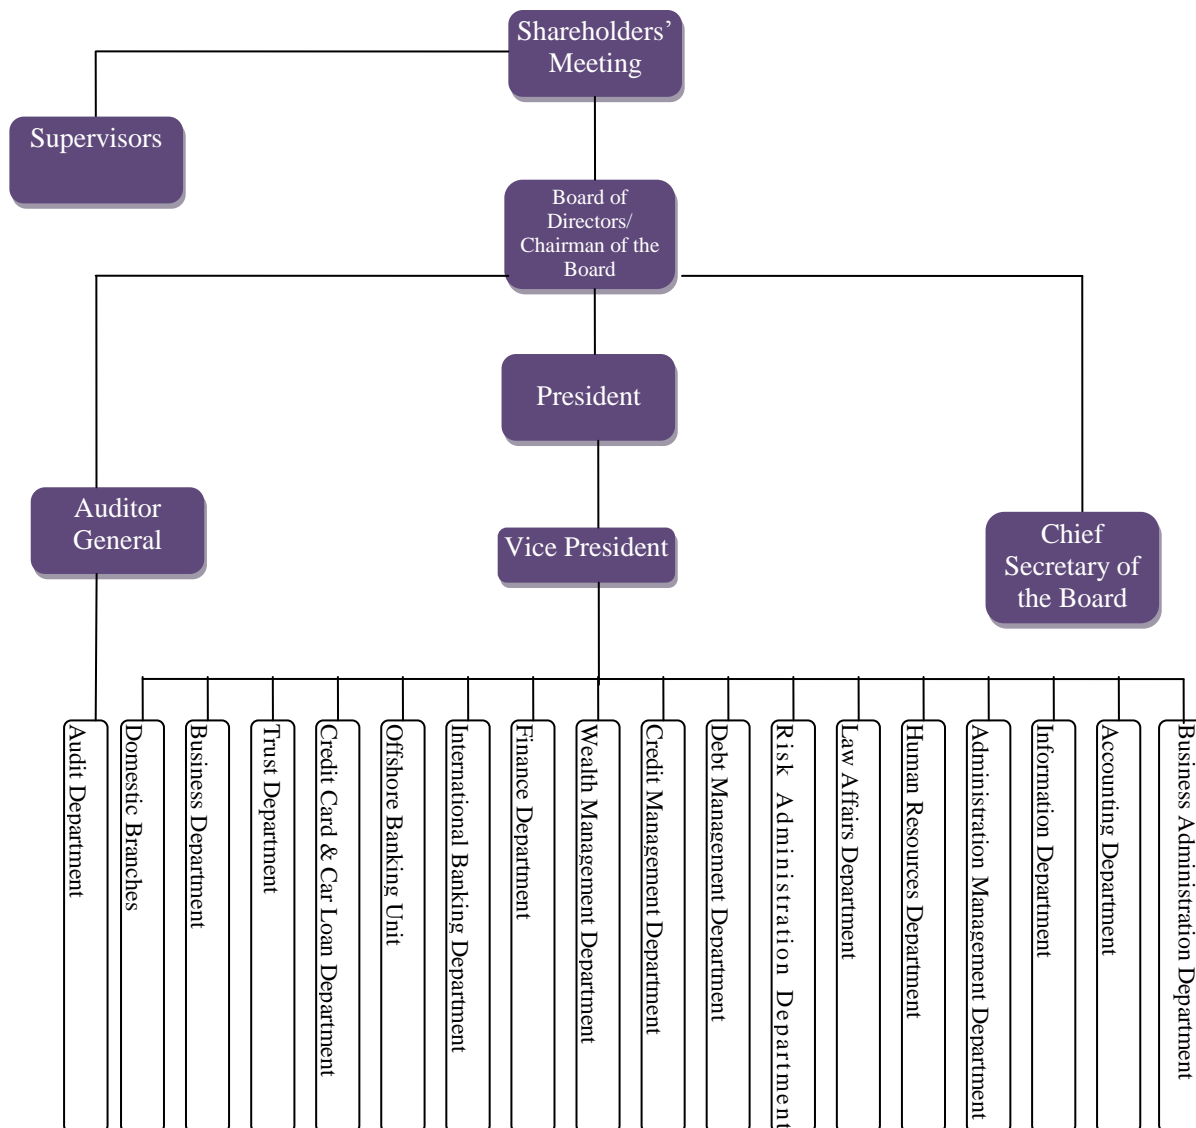 Shareholders’
Meeting
Supervisors
Board of
Directors/
Chairman of the
Board
President
Auditor
General
Vice President
Chief
Secretary of
the Board
Audit Department
Domestic Branches
Business Department
Trust Department
Credit Card & Car Loan Department
Offshore Banking Unit
International Banking Department
Finance Department
Wealth Management Department
Credit Management Department
Debt Management Department
Risk Administration Department
Law Affairs Department
Human Resources Department
Administration Management Department
Information Department
Accounting Department
Business Administration Department